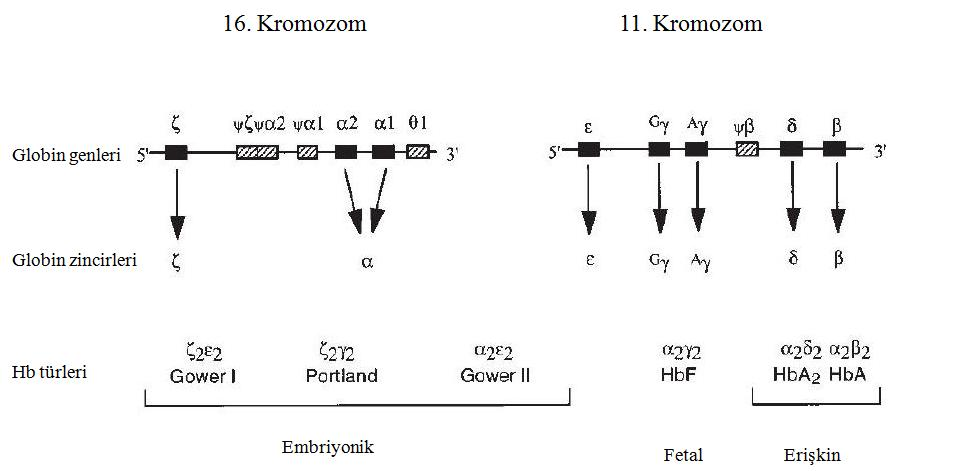 16. Kromozom 11. Kromozom
ζ ψζψα2 ψα1 α2 α1 θ1 ε Gγ Aγ ψβ δ β
Globin genleri 5' 3' 5' 3'
Globin zincirleri ζ α ε Gγ Aγ δ β
ζ2ε2 ζ2γ2 α2ε2 α2γ2 α2δ2 α2β2
Hb türleri Gower I Portland Gower II HbF HbA2 HbA
Embriyonik Fetal Erişkin